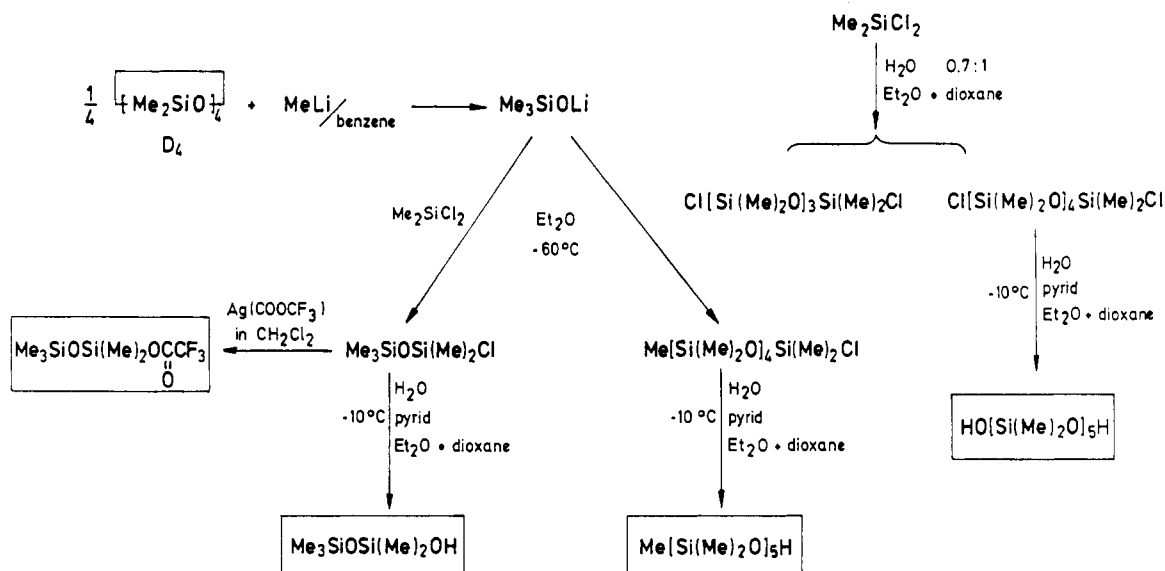 Me2SiCl2
H2O 0.7:1
Et2O + dioxane
1/4 [Me2SiO]4 + MeLi/benzene → Me3SiOLi
D4
Cl[Si(Me)2O]3Si(Me)2Cl Cl[Si(Me)2O]4Si(Me)2Cl
Me2SiCl2
Et2O
-60°C
H2O
-10°C pyrid
Et2O + dioxane
Ag(COOCF3)
in CH2Cl2
Me3SiOSi(Me)2OCCF3
O
Me3SiOSi(Me)2Cl
Me[Si(Me)2O]4Si(Me)2Cl
H2O
-10°C pyrid
Et2O + dioxane
H2O
-10°C pyrid
Et2O + dioxane
HO[Si(Me)2O]5H
Me3SiOSi(Me)2OH
Me[Si(Me)2O]5H